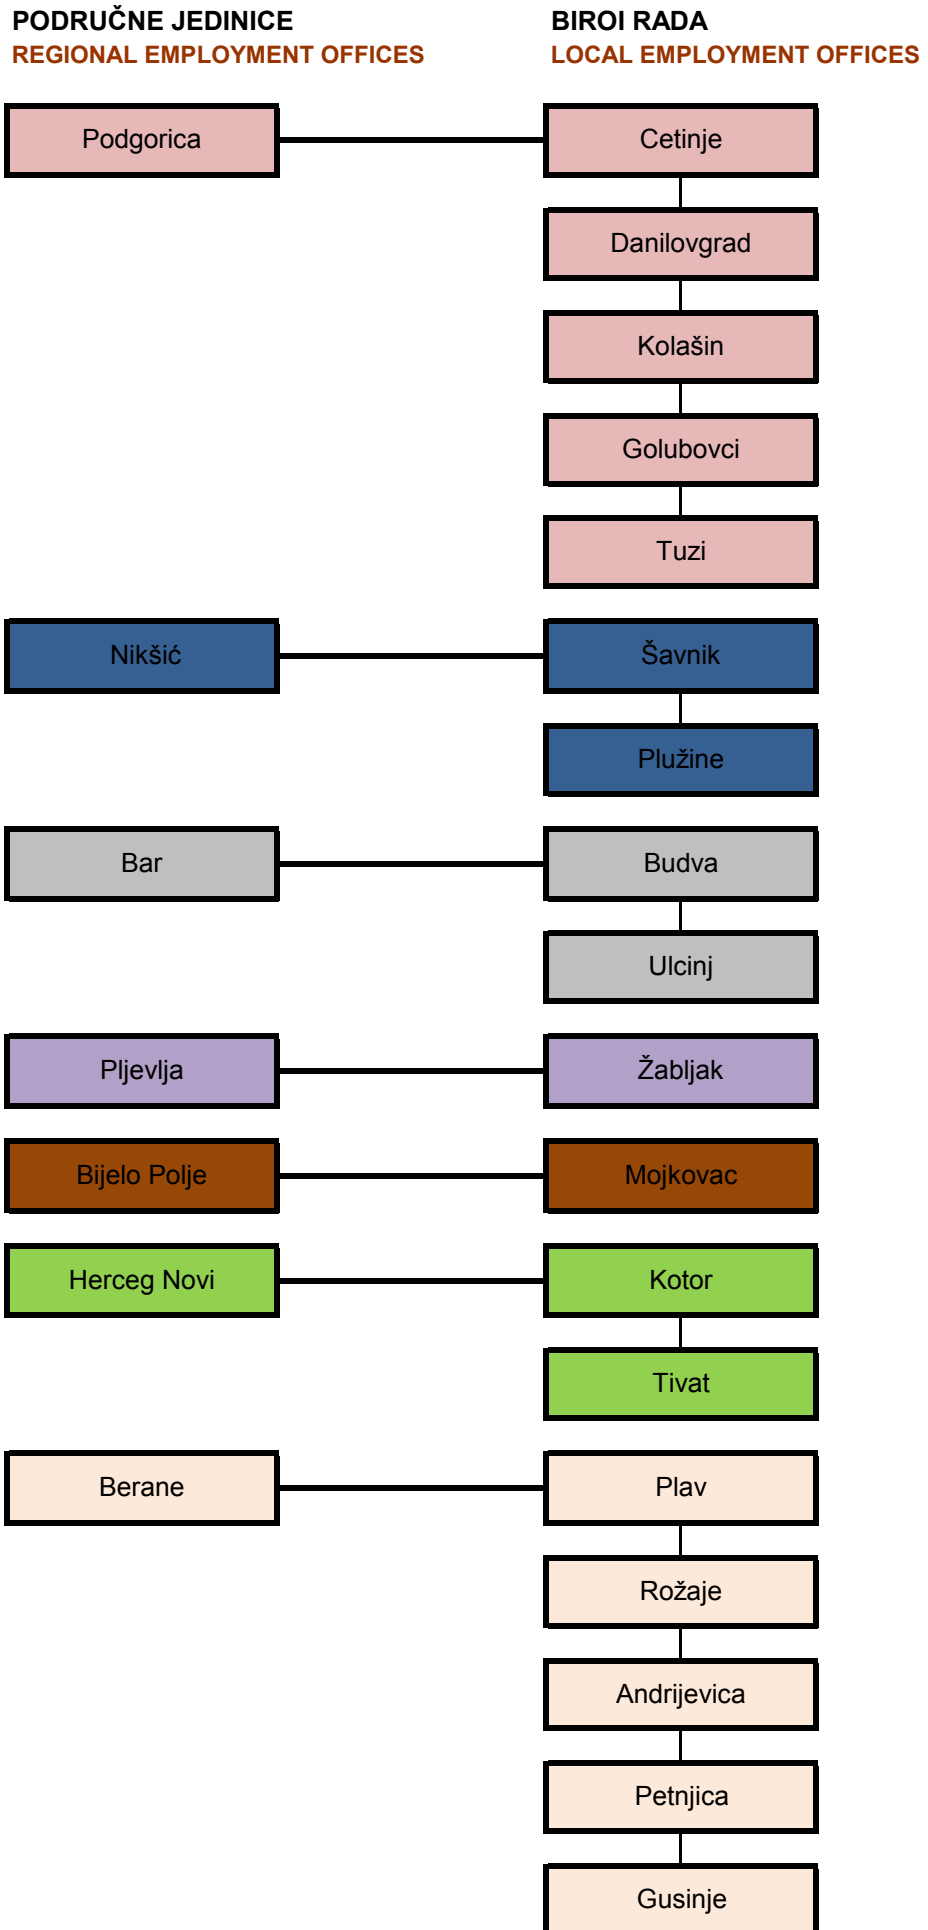 PODRUČNE JEDINICE
REGIONAL EMPLOYMENT OFFICES
BIROI RADA
LOCAL EMPLOYMENT OFFICES
Podgorica
Cetinje
Danilovgrad
Kolašin
Golubovci
Tuzi
Nikšić
Šavnik
Plužine
Bar
Budva
Ulcinj
Pljevlja
Žabljak
Bijelo Polje
Mojkovac
Herceg Novi
Kotor
Tivat
Berane
Plav
Rožaje
Andrijevica
Petnjica
Gusinje